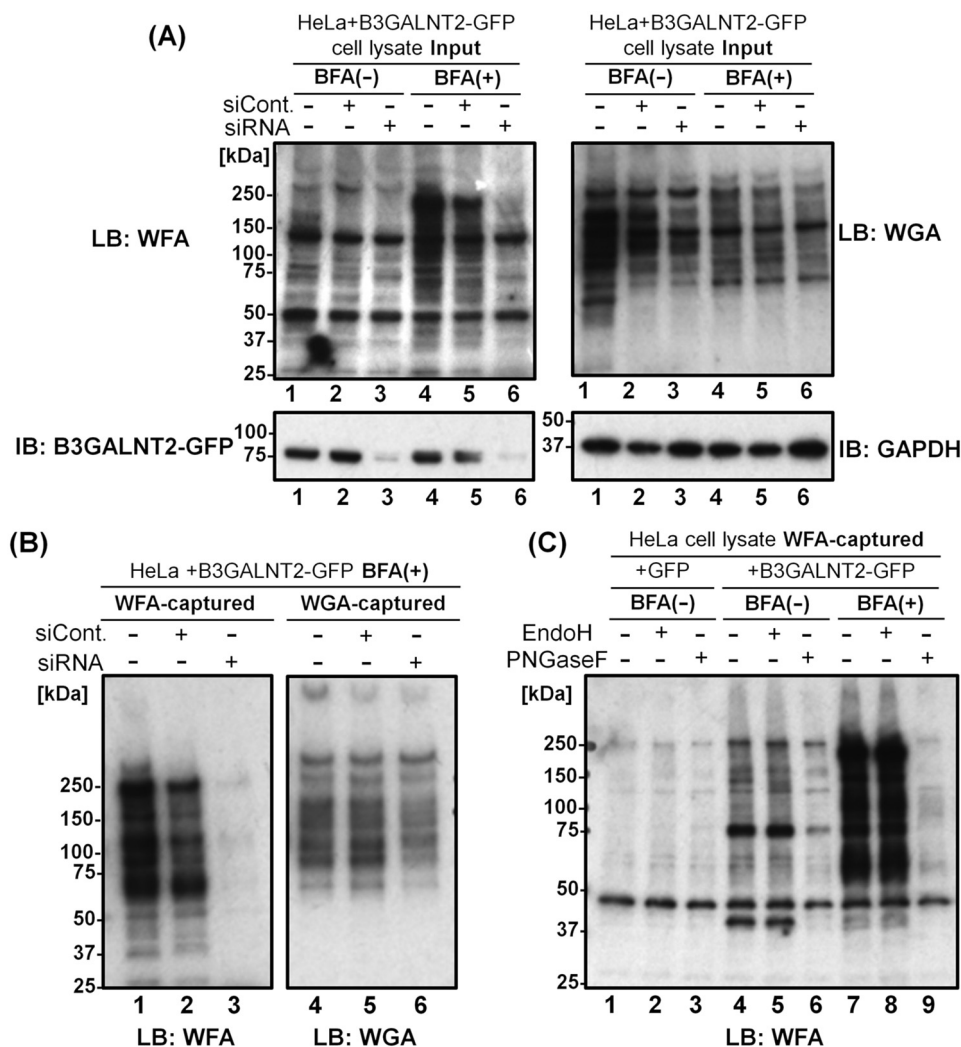 (A)
HeLa+B3GALNT2-GFP
cell lysate Input
BFA(−) BFA(+)
siCont. - + - - + -
siRNA - - + - - +
[kDa]
250
150
100
75
50
37
25
LB: WFA
1 2 3 4 5 6
HeLa+B3GALNT2-GFP
cell lysate Input
BFA(−) BFA(+)
- + - - + -
- - + - - +
LB: WGA
1 2 3 4 5 6
IB: B3GALNT2-GFP
100
75
1 2 3 4 5 6
50
37
IB: GAPDH
1 2 3 4 5 6
(B)
HeLa +B3GALNT2-GFP BFA(+)
WFA-captured WGA-captured
siCont. - + - - + -
siRNA - - + - - +
[kDa]
250
150
100
75
50
37
25
1 2 3 4 5 6
LB: WFA LB: WGA
(C)
HeLa cell lysate WFA-captured
+GFP +B3GALNT2-GFP
BFA(−) BFA(−) BFA(+)
EndoH - + - - + - - + -
PNGaseF - - + - - + - - +
[kDa]
250
150
100
75
50
37
25
1 2 3 4 5 6 7 8 9
LB: WFA